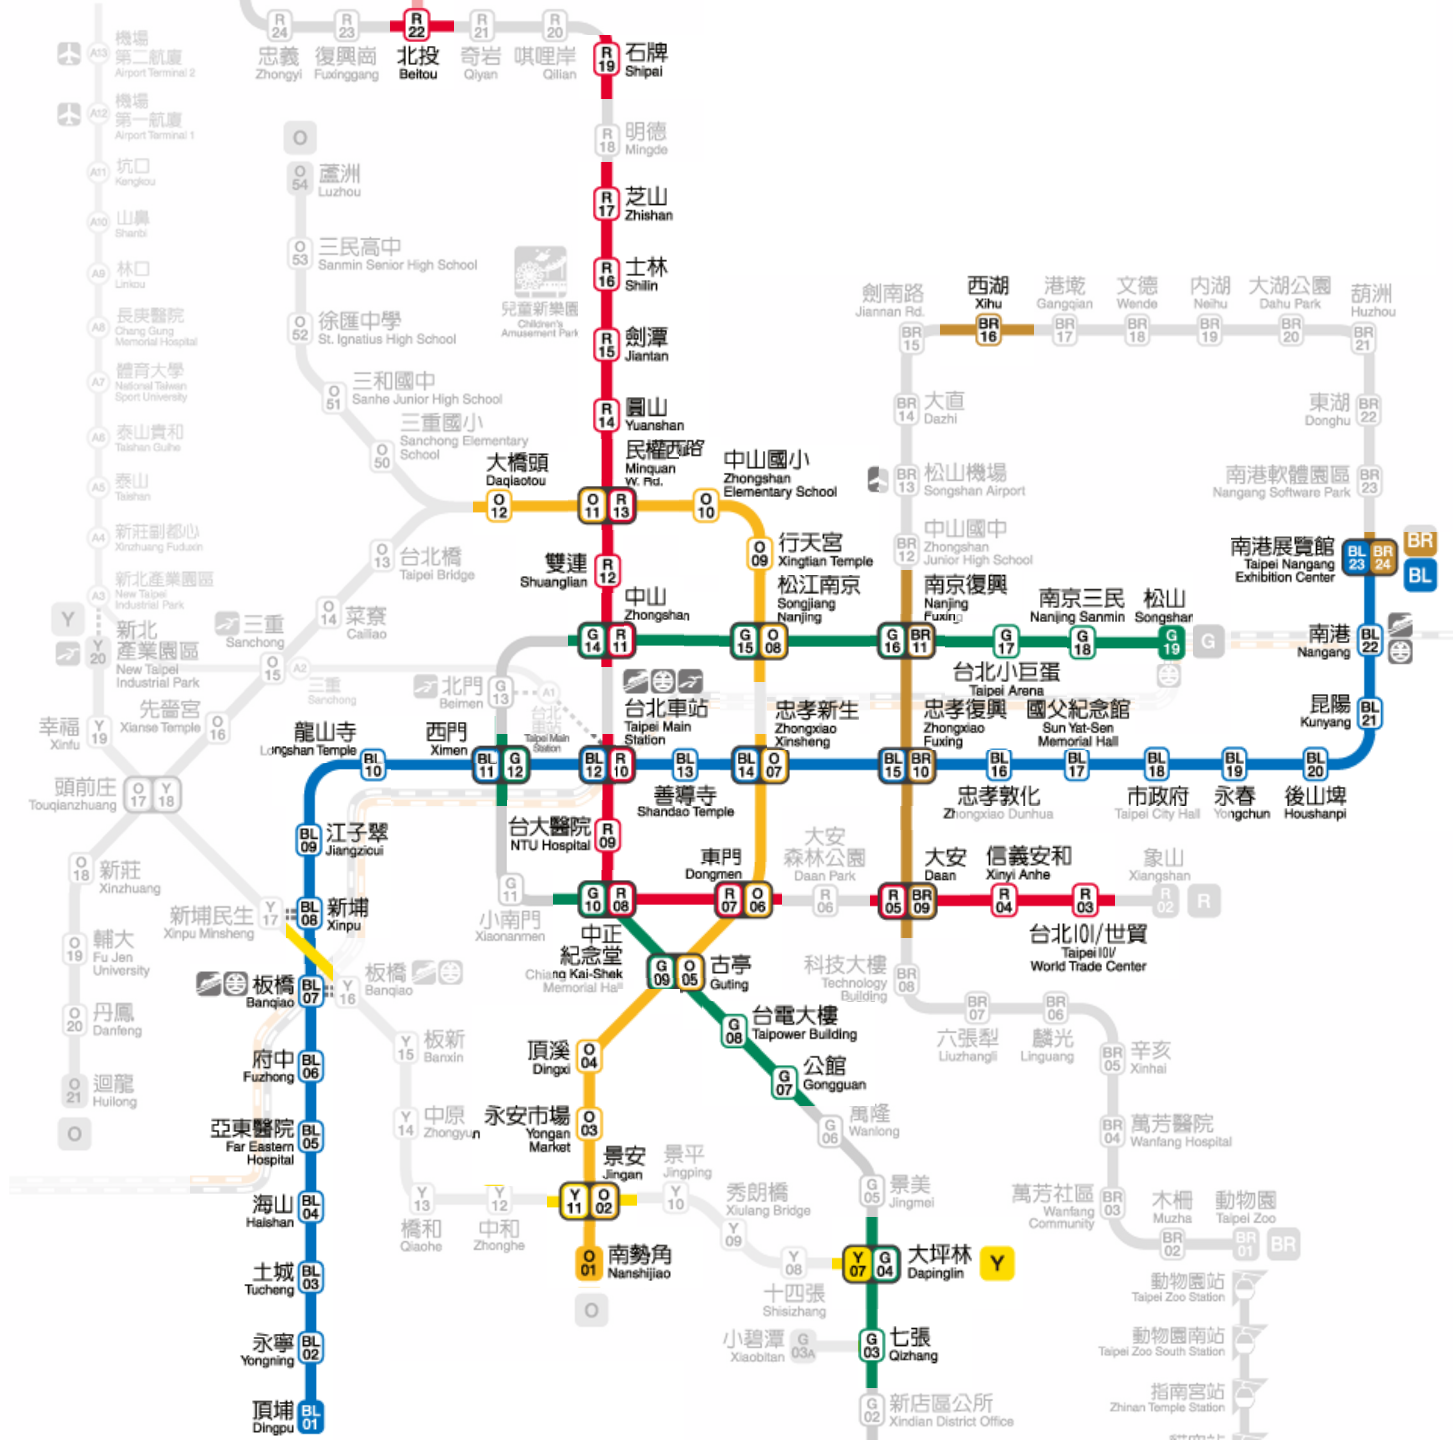 R
24
忠義
Zhongyi
R
23
復興崗
Fuxinggang
R
22
北投
Beitou
R
21
奇岩
Qiyan
R
20
唭哩岸
Qilian
R
19
石牌
Shipai
R
18
明德
Mingde
R
17
芝山
Zhishan
R
16
士林
Shilin
R
15
劍潭
Jiantan
R
14
圓山
Yuanshan
A13
機場
第二航廈
Airport Terminal 2
A12
機場
第一航廈
Airport Terminal 1
A11
坑口
Kengkou
A10
山鼻
Shanbi
A9
林口
Linkou
A8
長庚醫院
Chang Gung
Memorial Hospital
A7
體育大學
National Taiwan
Sport University
A6
泰山貴和
Taishan Guihe
A5
泰山
Taishan
A4
新莊副都心
Xinzhuang Fuduxin
A3
新北產業園區
New Taipei
Industrial Park
O
O
54
蘆洲
Luzhou
O
53
三民高中
Sanmin Senior High School
O
52
徐匯中學
St. Ignatius High School
O
51
三和國中
Sanhe Junior High School
O
50
三重國小
Sanchong Elementary
School
兒童新樂園
Children's
Amusement Park
劍南路
Jiannan Rd.
BR
15
西湖
Xihu
BR
16
港墘
Gangqian
BR
17
文德
Wende
BR
18
內湖
Neihu
BR
19
大湖公園
Dahu Park
BR
20
葫洲
Huzhou
BR
21
BR
14
大直
Dazhi
東湖
Donghu
BR
22
BR
13
松山機場
Songshan Airport
南港軟體園區
Nangang Software Park
BR
23
BR
12
中山國中
Zhongshan
Junior High School
南港展覽館
Taipei Nangang
Exhibition Center
BL
23
BR
24
BR
BL
大橋頭
Daqiaotou
O
12
民權西路
Minquan
W. Rd.
O
11
R
13
中山國小
Zhongshan
Elementary School
O
10
O
09
行天宮
Xingtian Temple
O
13
台北橋
Taipei Bridge
雙連
Shuanglian
R
12
O
14
菜寮
Cailiao
三重
Sanchong
O
15
A2
三重
Sanchong
Y
Y
20
新北
產業園區
New Taipei
Industrial Park
中山
Zhongshan
G
14
R
11
松江南京
Songjiang
Nanjing
G
15
O
08
南京復興
Nanjing
Fuxing
G
16
BR
11
G
17
台北小巨蛋
Taipei Arena
南京三民
Nanjing Sanmin
G
18
松山
Songshan
G
19
G
南港
Nangang
BL
22
北門
Beimen
G
13
A1
台北
車站
Taipei Main
Station
先嗇宮
Xianse Temple
O
16
幸福
Xinfu
Y
19
頭前庄
Touqianzhuang
O
17
Y
18
龍山寺
Longshan Temple
BL
10
西門
Ximen
BL
11
G
12
台北車站
Taipei Main
Station
BL
12
R
10
BL
13
善導寺
Shandao Temple
忠孝新生
Zhongxiao
Xinsheng
BL
14
O
07
忠孝復興
Zhongxiao
Fuxing
BL
15
BR
10
BL
16
忠孝敦化
Zhongxiao Dunhua
國父紀念館
Sun Yat-Sen
Memorial Hall
BL
17
BL
18
市政府
Taipei City Hall
BL
19
永春
Yongchun
BL
20
後山埤
Houshanpi
昆陽
Kunyang
BL
21
BL
09
江子翠
Jiangzicui
台大醫院
NTU Hospital
R
09
O
18
新莊
Xinzhuang
新埔民生
Xinpu Minsheng
Y
17
BL
08
新埔
Xinpu
G
11
小南門
Xiaonanmen
G
10
R
08
中正
紀念堂
Chiang Kai-Shek
Memorial Hall
東門
Dongmen
R
07
O
06
大安
森林公園
Daan Park
R
06
大安
Daan
R
05
BR
09
信義安和
Xinyi Anhe
R
04
R
03
台北101/世貿
Taipei 101/
World Trade Center
象山
Xiangshan
R
02
R
O
19
輔大
Fu Jen
University
板橋
Banqiao
BL
07
板橋
Banqiao
Y
16
G
09
O
05
古亭
Guting
科技大樓
Technology
Building
BR
08
BR
07
六張犁
Liuzhangli
BR
06
麟光
Linguang
BR
05
辛亥
Xinhai
O
20
丹鳳
Danfeng
府中
Fuzhong
BL
06
Y
15
板新
Banxin
頂溪
Dingxi
O
04
G
08
台電大樓
Taipower Building
G
07
公館
Gongguan
O
21
迴龍
Huilong
O
亞東醫院
Far Eastern
Hospital
BL
05
Y
14
中原
Zhongyuan
永安市場
Yongan
Market
O
03
G
06
萬隆
Wanlong
BR
04
萬芳醫院
Wanfang Hospital
海山
Haishan
BL
04
Y
13
橋和
Qiaohe
Y
12
中和
Zhonghe
景安
Jingan
Y
11
O
02
景平
Jingping
Y
10
秀朗橋
Xiulang Bridge
Y
09
G
05
景美
Jingmei
萬芳社區
Wanfang
Community
BR
03
木柵
Muzha
BR
02
動物園
Taipei Zoo
BR
01
BR
土城
Tucheng
BL
03
O
01
南勢角
Nanshijiao
O
Y
08
十四張
Shisizhang
Y
07
G
04
大坪林
Dapinglin
Y
動物園站
Taipei Zoo Station
永寧
Yongning
BL
02
小碧潭
Xiaobitan
G
03A
G
03
七張
Qizhang
動物園南站
Taipei Zoo South Station
頂埔
Dingpu
BL
01
G
02
新店區公所
Xindian District Office
指南宮站
Zhinan Temple Station